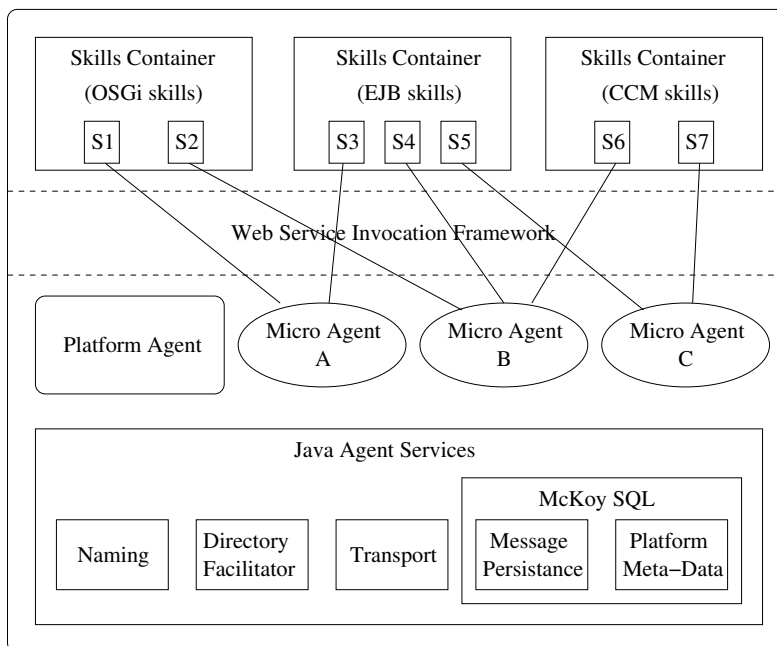 Skills Container
(OSGi skills)
S1
S2
Skills Container
(EJB skills)
S3
S4
S5
Skills Container
(CCM skills)
S6
S7
Web Service Invocation Framework
Platform Agent
Micro Agent
A
Micro Agent
B
Micro Agent
C
Java Agent Services
Naming
Directory
Facilitator
Transport
McKoy SQL
Message
Persistance
Platform
Meta−Data